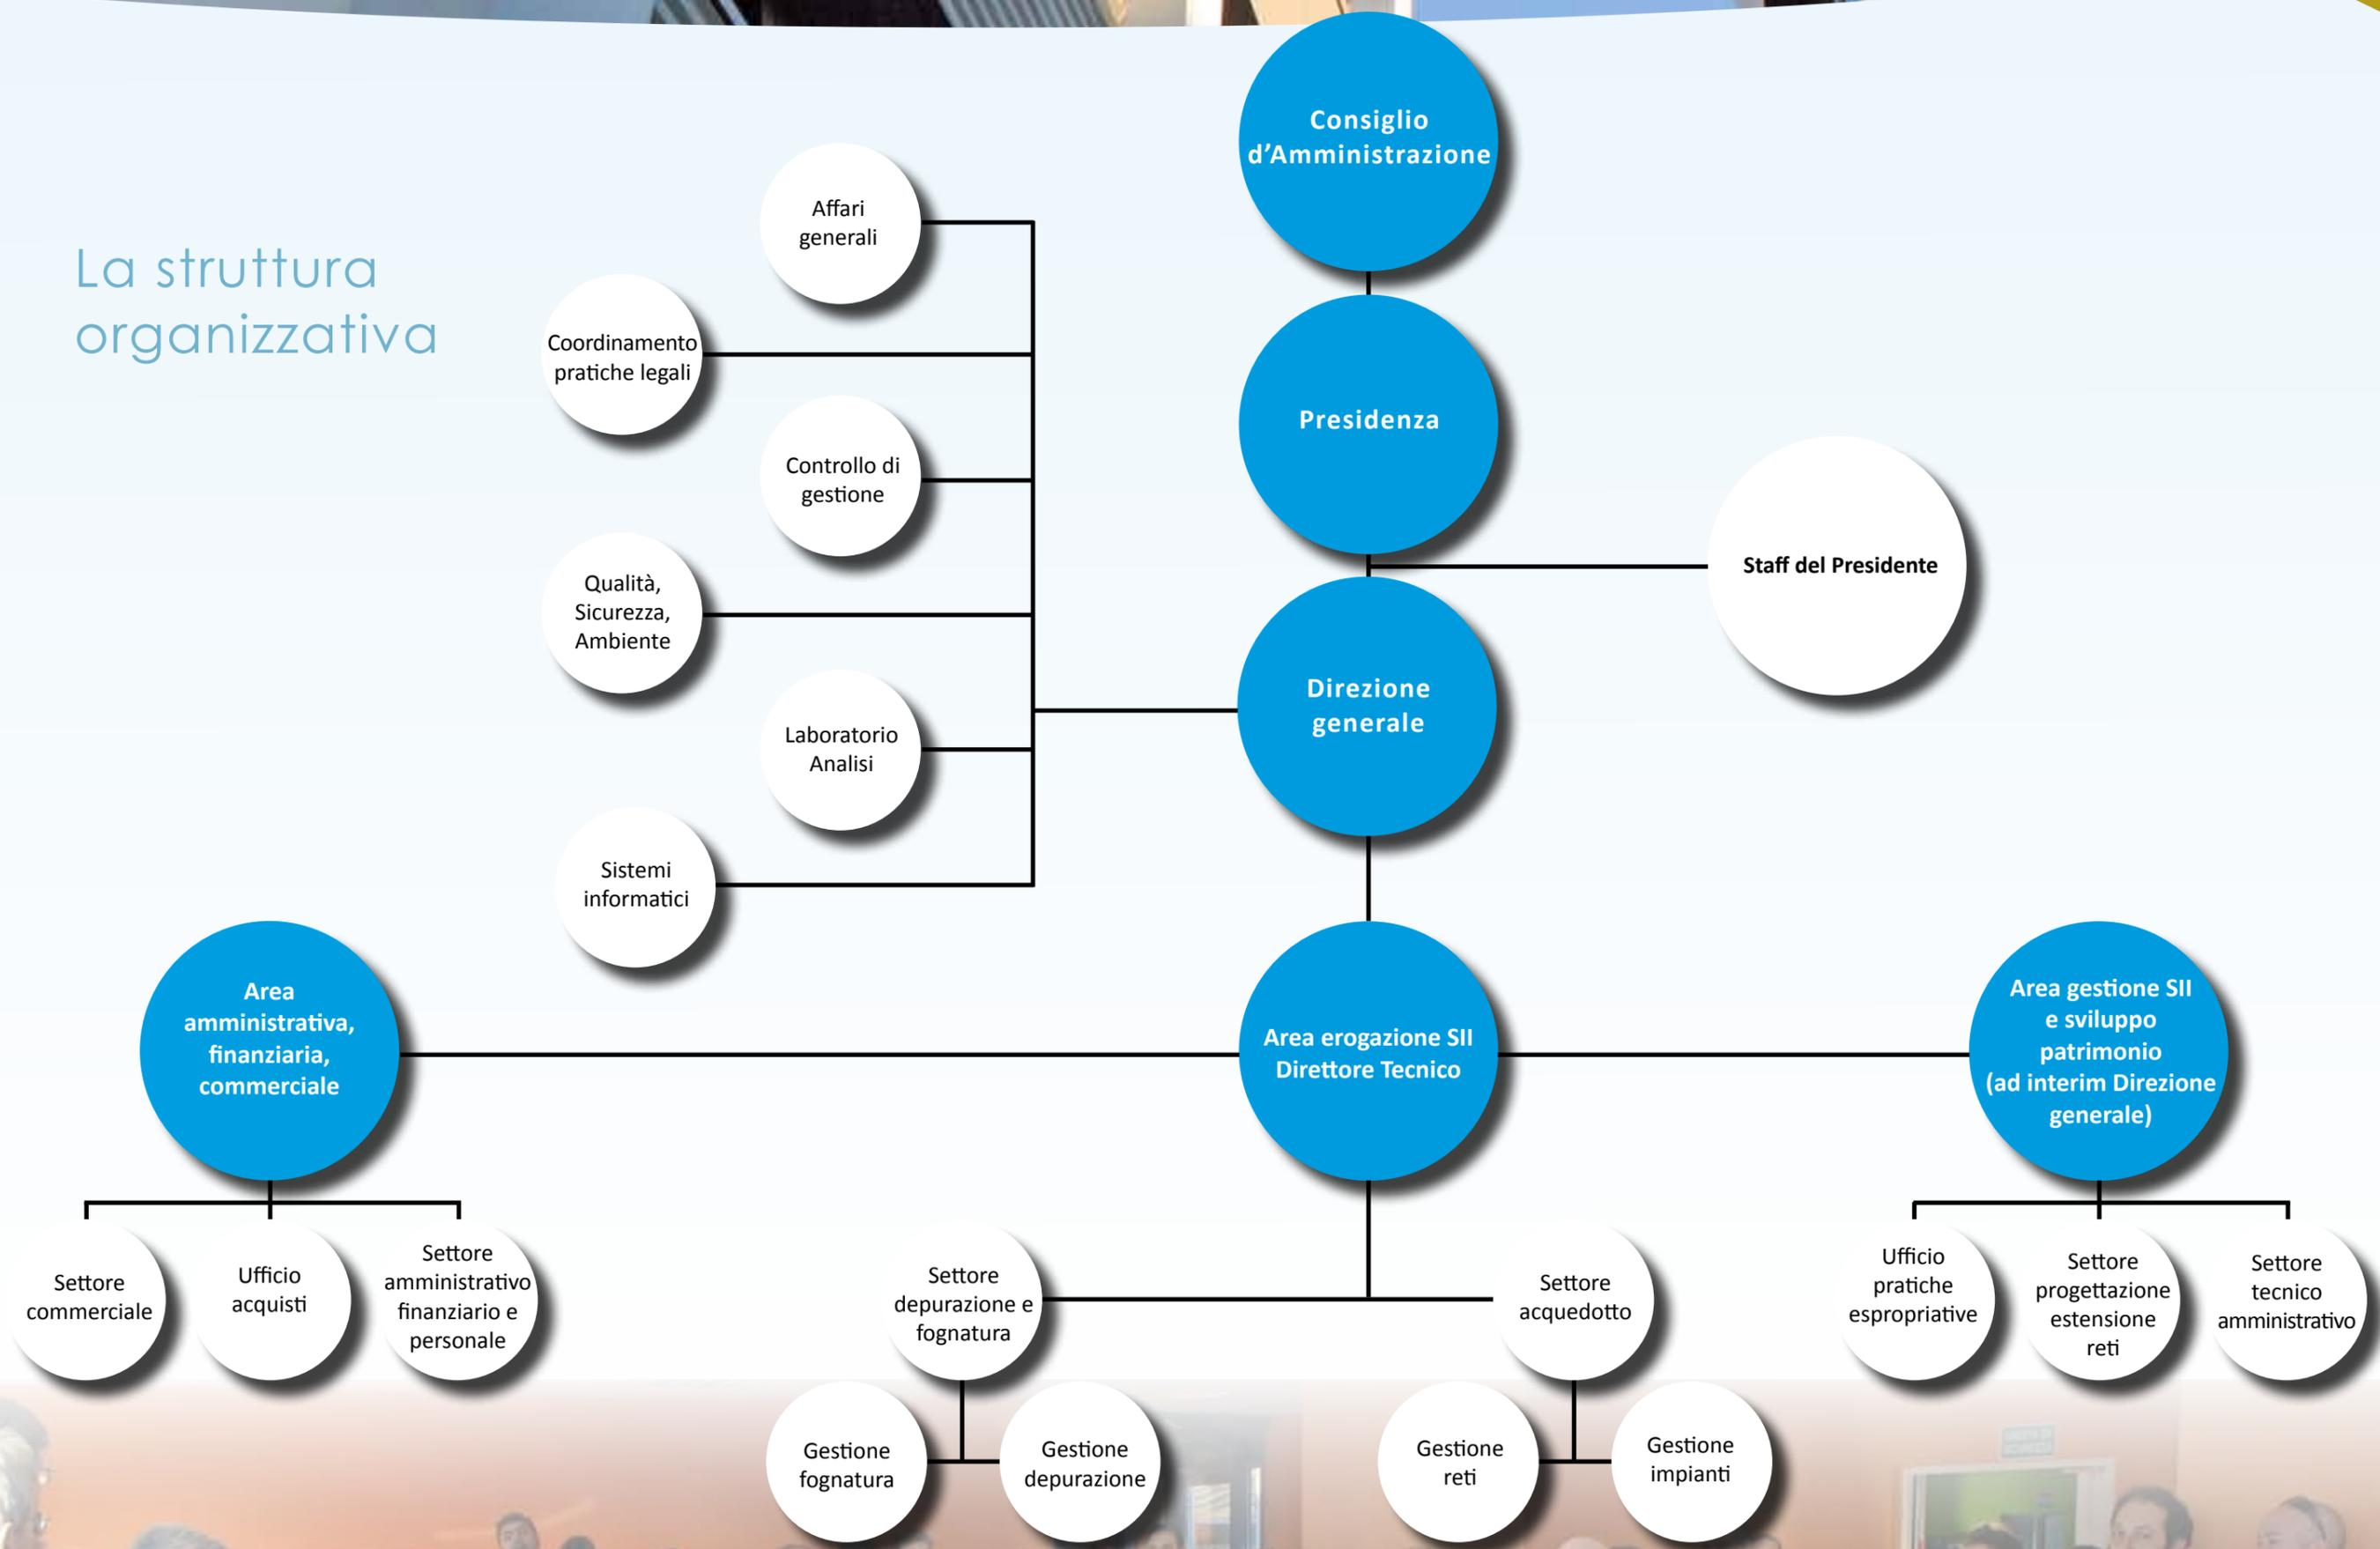 Consiglio
d’Amministrazione
Affari
generali
La struttura
organizzativa
Coordinamento
pratiche legali
Presidenza
Controllo di
gestione
Staff del Presidente
Qualità,
Sicurezza,
Ambiente
Direzione
generale
Laboratorio
Analisi
Sistemi
informatici
Area
amministrativa,
finanziaria,
commerciale
Area erogazione SII
Direttore Tecnico
Area gestione SII
e sviluppo
patrimonio
(ad interim Direzione
generale)
Settore
commerciale
Ufficio
acquisti
Settore
amministrativo
finanziario e
personale
Settore
depurazione e
fognatura
Settore
acquedotto
Ufficio
pratiche
espropriative
Settore
progettazione
estensione
reti
Settore
tecnico
amministrativo
Gestione
fognatura
Gestione
depurazione
Gestione
reti
Gestione
impianti